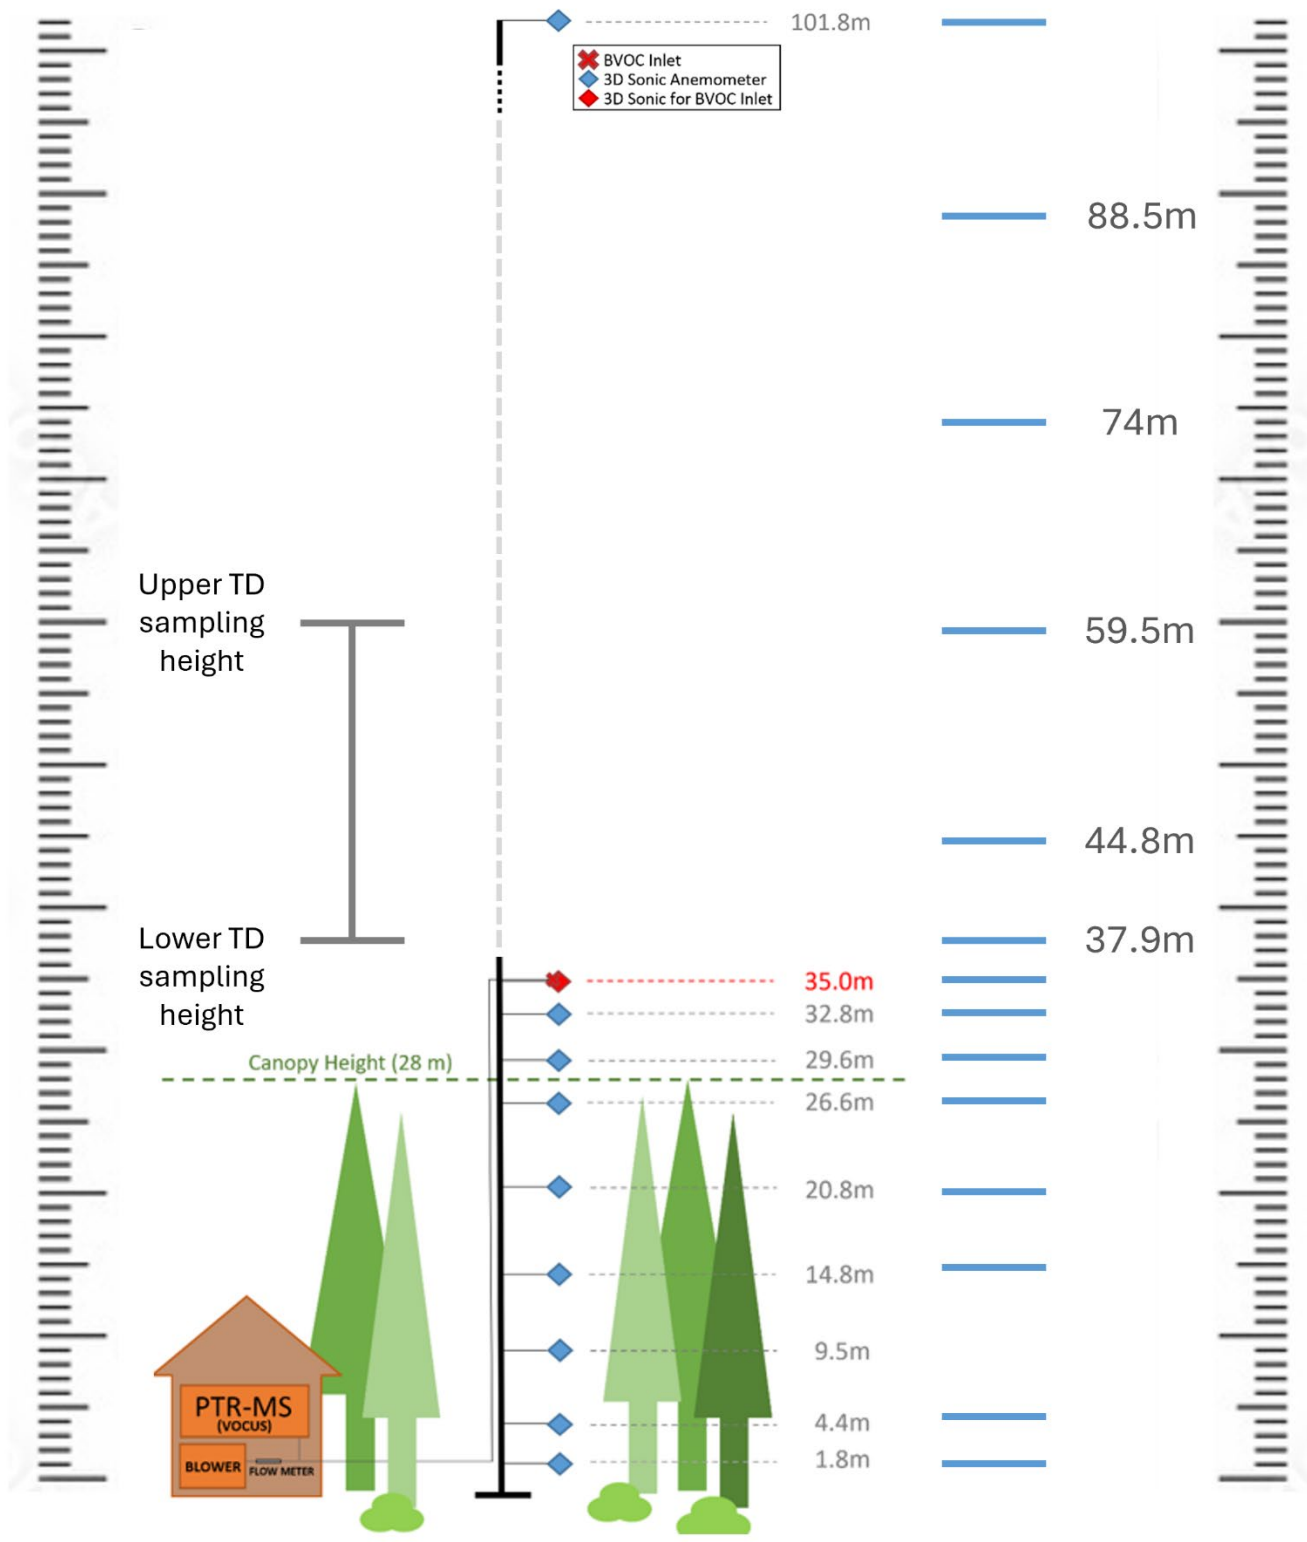 101.8m
BVOC Inlet
3D Sonic Anemometer
3D Sonic for BVOC Inlet
88.5m
74m
Upper TD
sampling
height
59.5m
44.8m
Lower TD
sampling
height
37.9m
35.0m
32.8m
Canopy Height (28 m)
29.6m
26.6m
20.8m
14.8m
9.5m
PTR-MS
(VOCUS)
4.4m
BLOWER
FLOW METER
1.8m